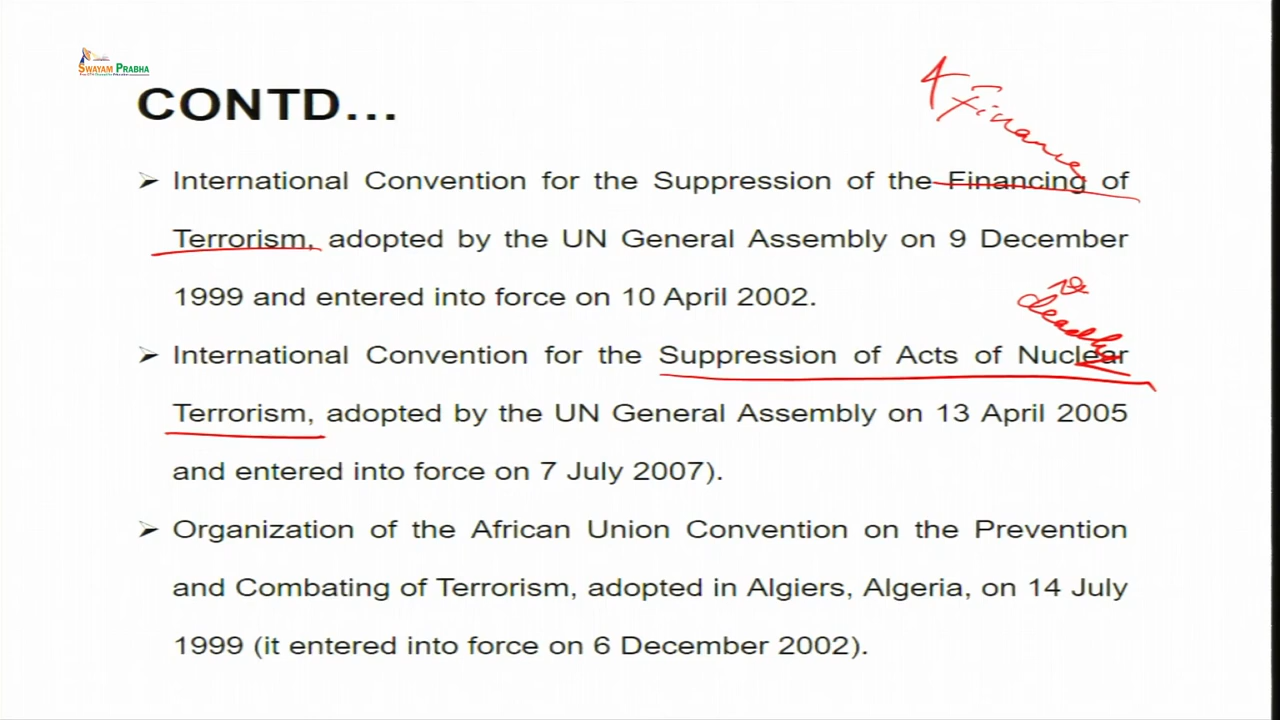 SWAYAM PRABHA
CONTD...
Finance
➢ International Convention for the Suppression of the Financing of
Terrorism, adopted by the UN General Assembly on 9 December
1999 and entered into force on 10 April 2002.
deadly
➢ International Convention for the Suppression of Acts of Nuclear
Terrorism, adopted by the UN General Assembly on 13 April 2005
and entered into force on 7 July 2007).
➢ Organization of the African Union Convention on the Prevention
and Combating of Terrorism, adopted in Algiers, Algeria, on 14 July
1999 (it entered into force on 6 December 2002).